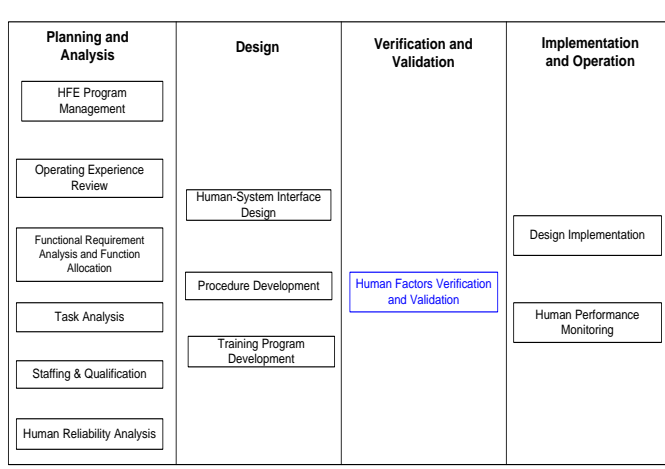 Planning and
Analysis
HFE Program
Management
Operating Experience
Review
Functional Requirement
Analysis and Function
Allocation
Task Analysis
Staffing & Qualification
Human Reliability Analysis
Design
Human-System Interface
Design
Procedure Development
Training Program
Development
Verification and
Validation
Human Factors Verification
and Validation
Implementation
and Operation
Design Implementation
Human Performance
Monitoring